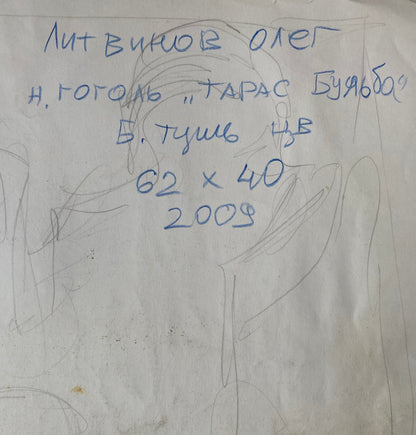 Литвинов Олег
Н. Гоголь „Тарас Бульба"
Б. тушь цв
62 х 40
2009